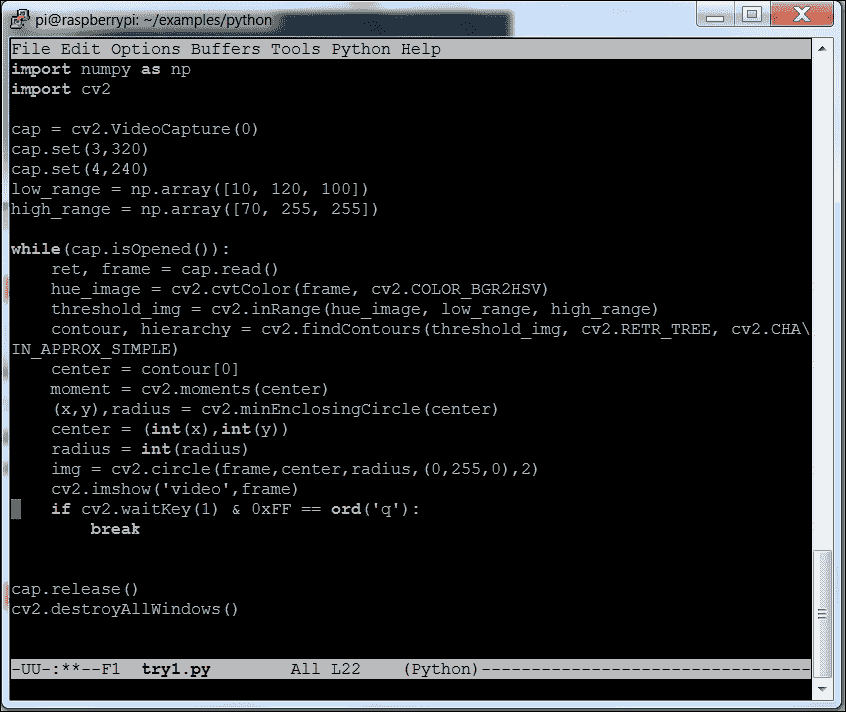 pi@raspberrypi: ~/examples/python
File Edit Options Buffers Tools Python Help
import numpy as np
import cv2

cap = cv2.VideoCapture(0)
cap.set(3,320)
cap.set(4,240)
low_range = np.array([10, 120, 100])
high_range = np.array([70, 255, 255])

while(cap.isOpened()):
    ret, frame = cap.read()
    hue_image = cv2.cvtColor(frame, cv2.COLOR_BGR2HSV)
    threshold_img = cv2.inRange(hue_image, low_range, high_range)
    contour, hierarchy = cv2.findContours(threshold_img, cv2.RETR_TREE, cv2.CHA\
IN_APPROX_SIMPLE)
    center = contour[0]
    moment = cv2.moments(center)
    (x,y),radius = cv2.minEnclosingCircle(center)
    center = (int(x),int(y))
    radius = int(radius)
    img = cv2.circle(frame,center,radius,(0,255,0),2)
    cv2.imshow('video',frame)
    if cv2.waitKey(1) & 0xFF == ord('q'):
        break


cap.release()
cv2.destroyAllWindows()

-UU-:**--F1  try1.py        All L22    (Python)---------------------------------